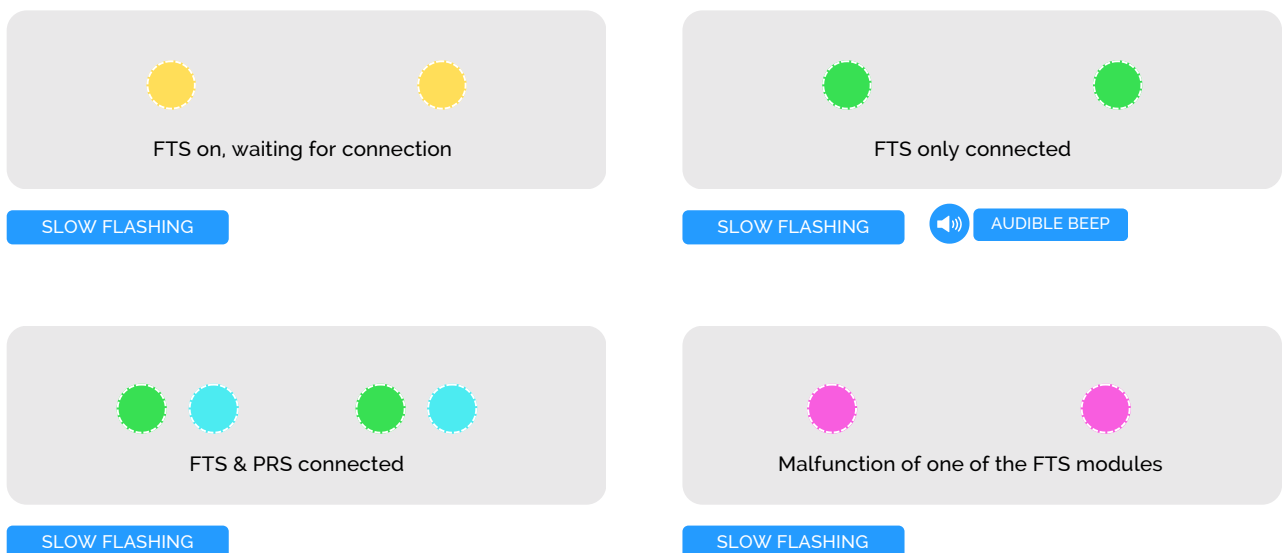 FTS on, waiting for connection
SLOW FLASHING
FTS only connected
SLOW FLASHING
AUDIBLE BEEP
FTS & PRS connected
SLOW FLASHING
Malfunction of one of the FTS modules
SLOW FLASHING